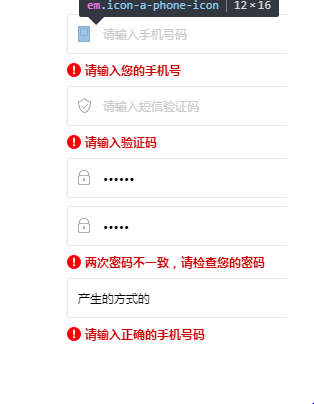 em.icon-a-phone-icon | 12×16
请输入手机号码
请输入您的手机号
请输入短信验证码
请输入验证码
••••••
•••••
两次密码不一致，请检查您的密码
产生的方式的
请输入正确的手机号码